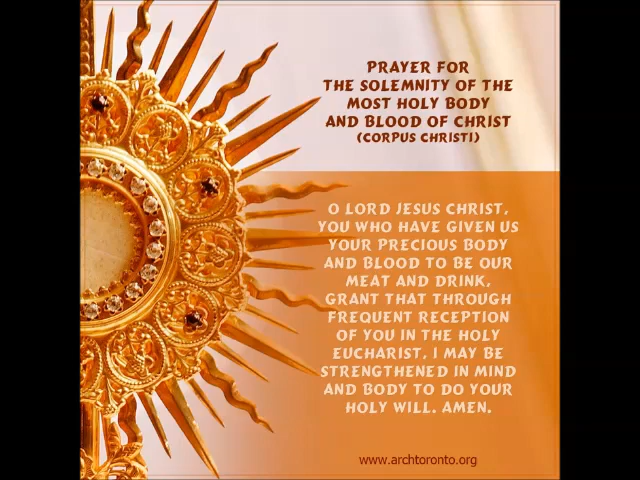 PRAYER FOR
THE SOLEMNITY OF THE
MOST HOLY BODY
AND BLOOD OF CHRIST
(CORPUS CHRISTI)
O LORD JESUS CHRIST,
YOU WHO HAVE GIVEN US
YOUR PRECIOUS BODY
AND BLOOD TO BE OUR
MEAT AND DRINK,
GRANT THAT THROUGH
FREQUENT RECEPTION
OF YOU IN THE HOLY
EUCHARIST, I MAY BE
STRENGTHENED IN MIND
AND BODY TO DO YOUR
HOLY WILL. AMEN.
www.archtoronto.org